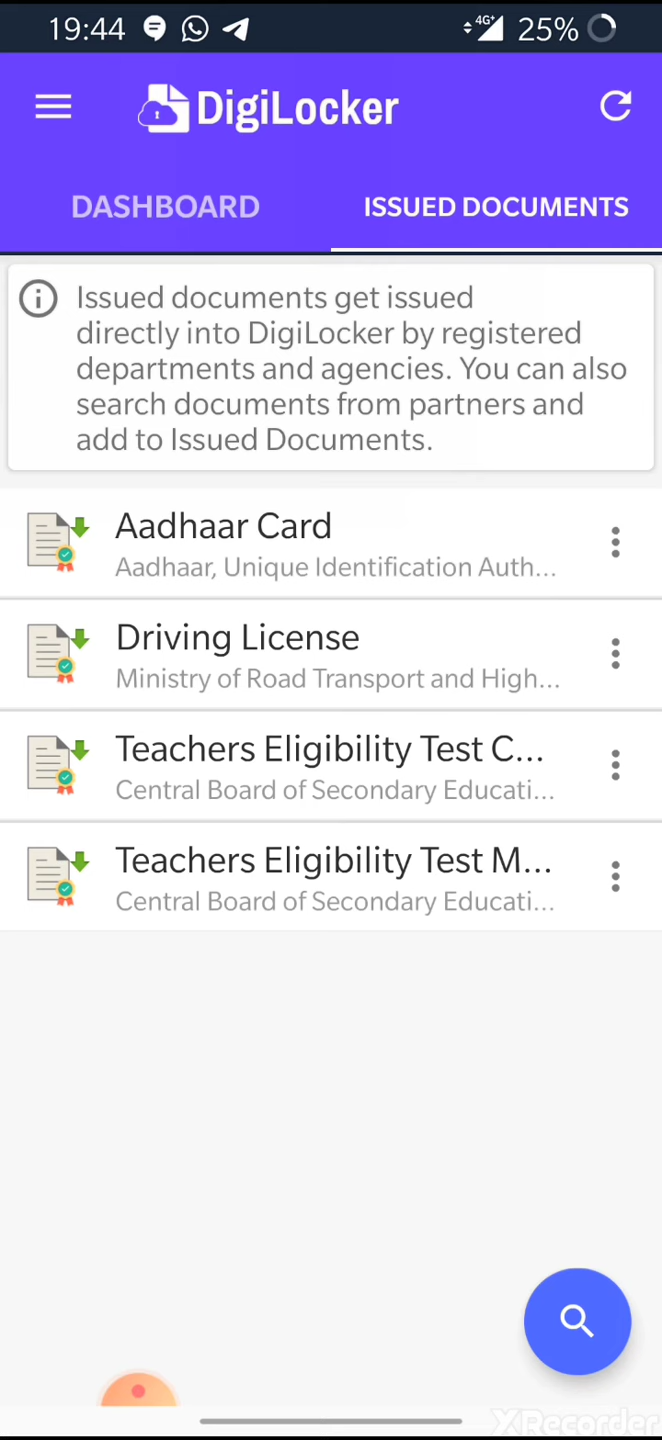 19:44
4G+
25%
DigiLocker
DASHBOARD
ISSUED DOCUMENTS
Issued documents get issued
directly into DigiLocker by registered
departments and agencies. You can also
search documents from partners and
add to Issued Documents.
Aadhaar Card
Aadhaar, Unique Identification Auth...
Driving License
Ministry of Road Transport and High...
Teachers Eligibility Test C...
Central Board of Secondary Educati...
Teachers Eligibility Test M...
Central Board of Secondary Educati...
XRecorder